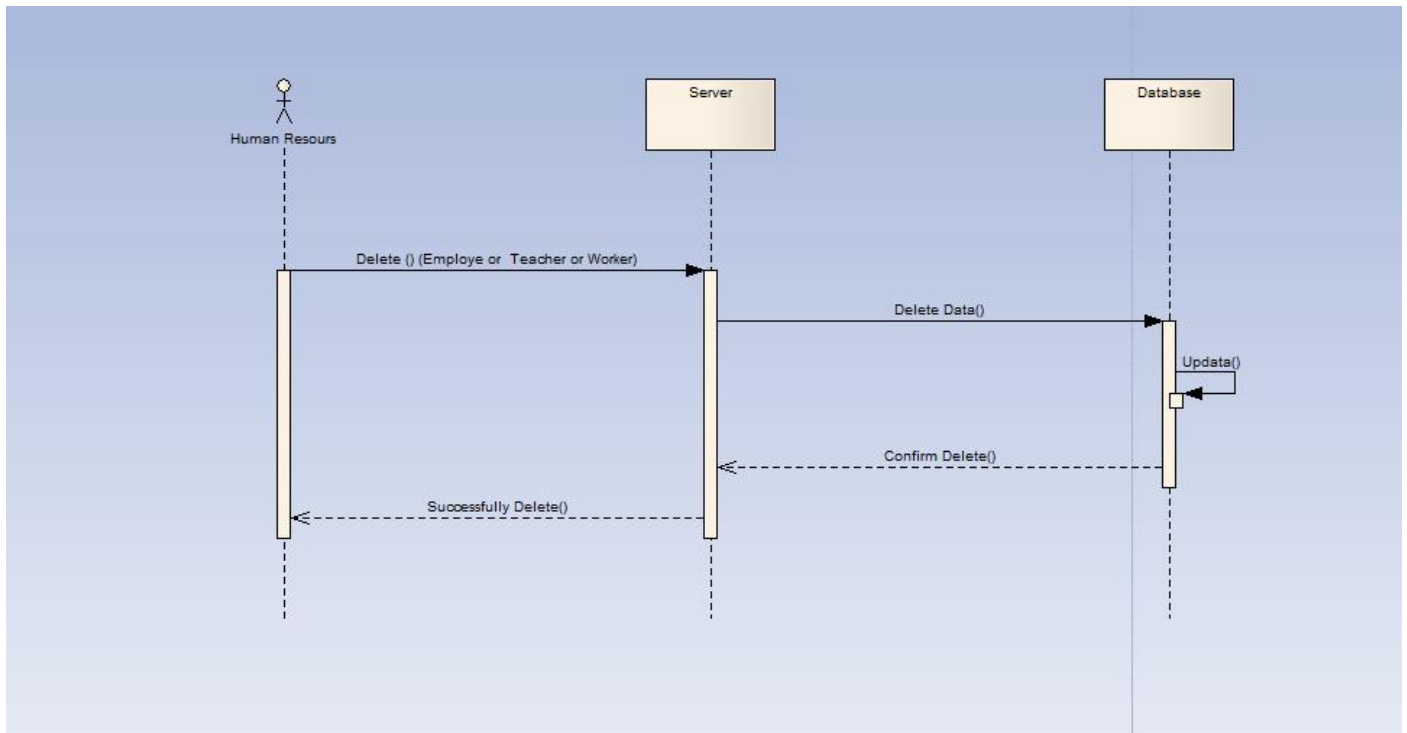 Server
Database
Human Resours
Delete () (Employe or  Teacher or Worker)
Delete Data()
Updata()
Confirm Delete()
Successfully Delete()